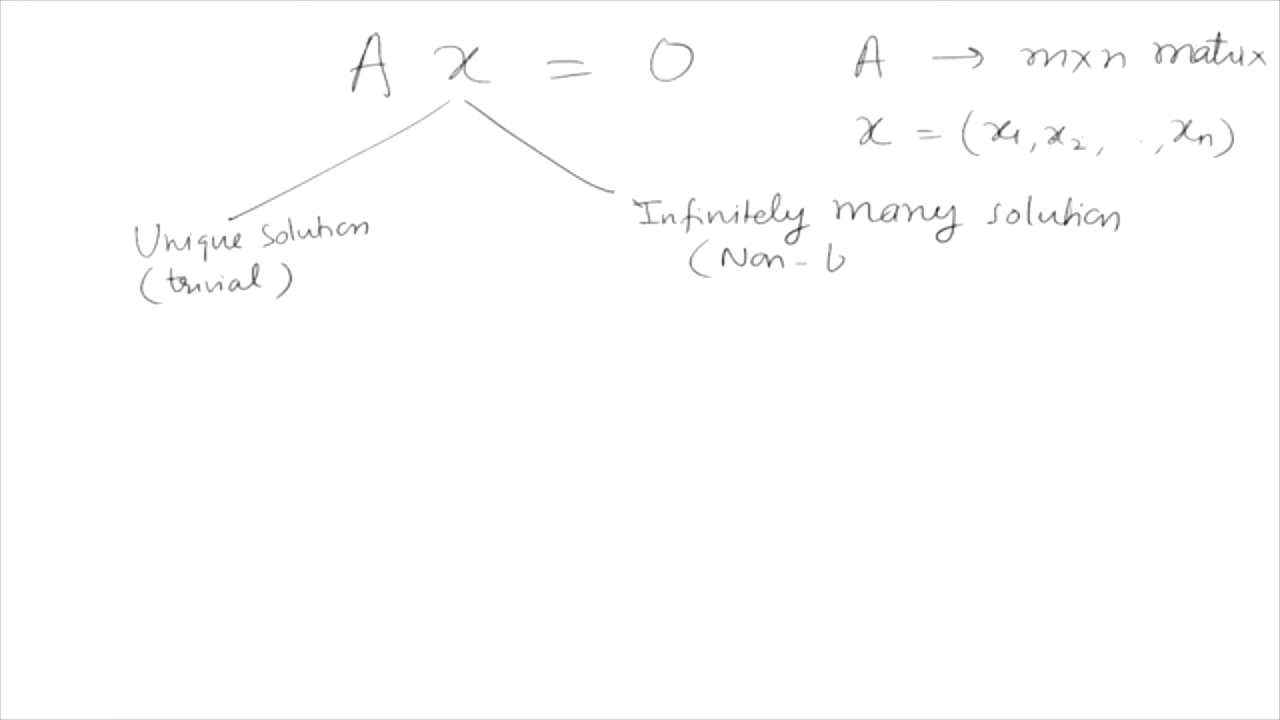 A x = 0
A → m×n matrix
x = (x1, x2, .., xn)
Unique solution
(trivial)
Infinitely many solution
(Non-